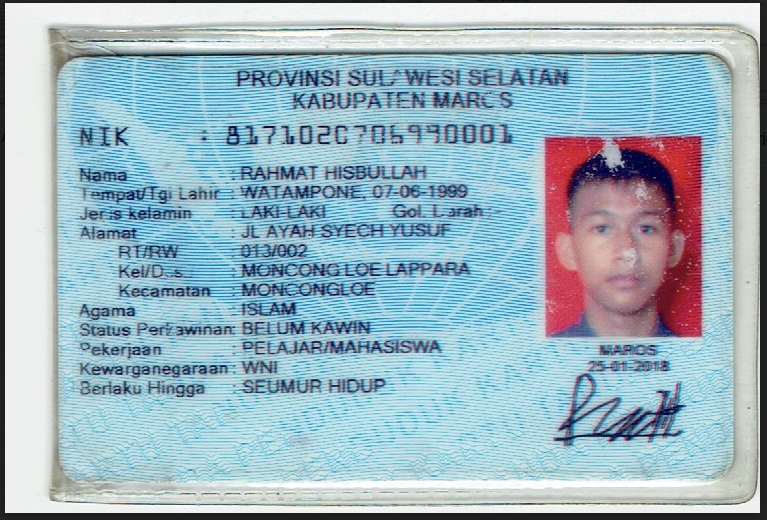 PROVINSI SULAWESI SELATAN
KABUPATEN MAROS
NIK : 8171020706990001
Nama : RAHMAT HISBULLAH
Tempat/Tgl Lahir : WATAMPONE, 07-06-1999
Jenis kelamin : LAKI-LAKI Gol. Darah :-
Alamat : JL AYAH SYECH YUSUF
RT/RW : 013/002
Kel/Desa : MONCONG LOE LAPPARA
Kecamatan : MONCONGLOE
Agama : ISLAM
Status Perkawinan: BELUM KAWIN
Pekerjaan : PELAJAR/MAHASISWA
Kewarganegaraan: WNI
Berlaku Hingga : SEUMUR HIDUP
MAROS
25-01-2018